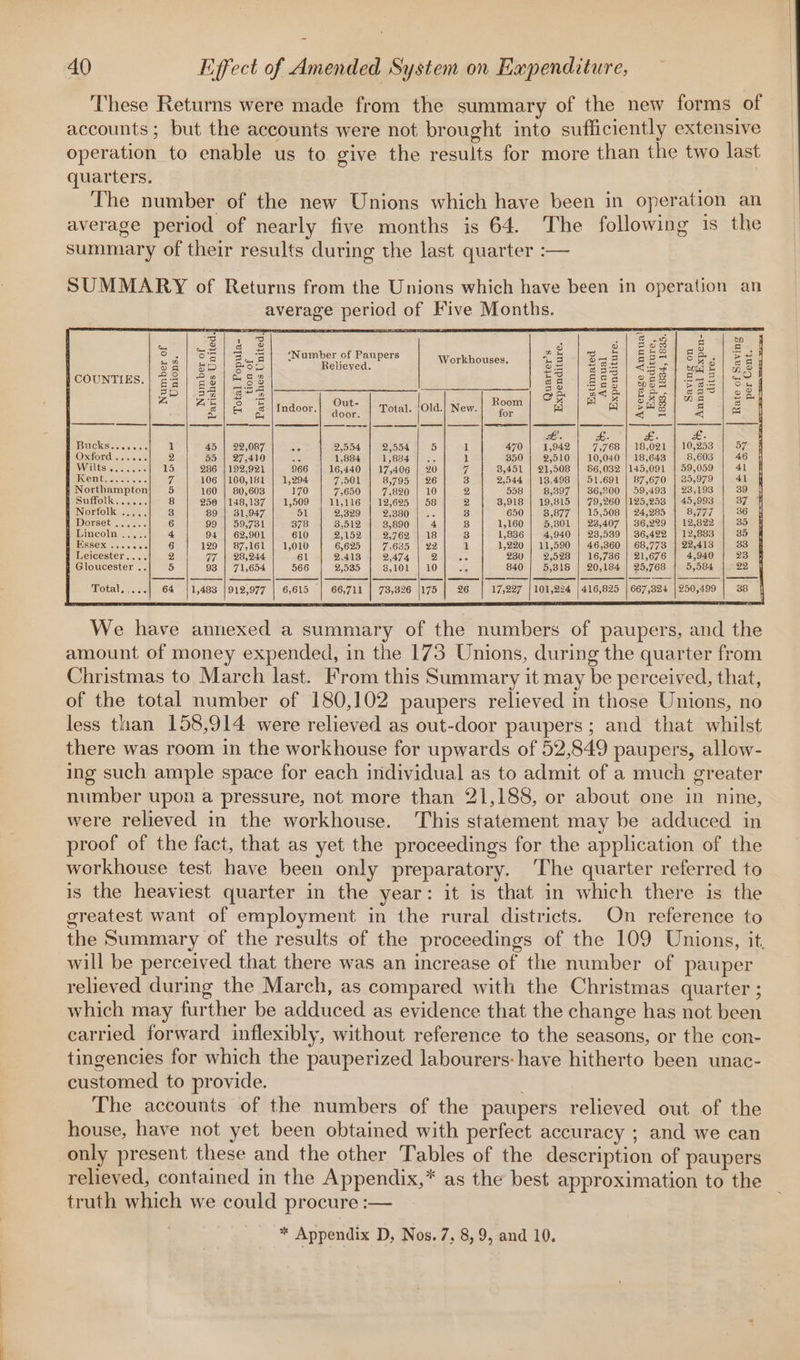 40 Effect of Amended System on Expenditure,
These Returns were made from the summary of the new forms of
accounts; but the accounts were not brought into sufficiently extensive
operation to enable us to give the results for more than the two last
quarters.
The number of the new Unions which have been in operation an
average period of nearly five months is 64. The following is the
summary of their results during the last quarter :—
SUMMARY of Returns from the Unions which have been in operation an
average period of Five Months.
COUNTIES. | Number of Unions. | Number of Parishes United. | Total Population of Parishes United. | Number of Paupers Relieved. | Workhouses. | Quarter's Expenditure. | Estimated Annual Expenditure. | Average Annual Expenditure, 1833, 1834, 1835. | Saving on Annual Expenditure. | Rate of Saving per Cent.
Indoor. | Out-door. | Total. | Old. | New. | Room for
£. £. £. £.
Bucks....... 1 45 22,087 .. 2,554 2,554 5 1 470 1,942 7,768 18,021 10,253 57
Oxford...... 2 55 27,410 .. 1,884 1,884 .. 1 350 2,510 10,040 18,643 8,603 46
Wilts....... 15 286 192,921 966 16,440 17,406 20 7 3,451 21,508 86,032 145,091 59,059 41
Kent........ 7 106 100,181 1,294 7,501 8,795 26 3 2,544 13,498 51,691 87,670 35,979 41
Northampton 5 160 80,603 170 7,650 7,820 10 2 558 8,397 36,200 59,493 23,193 39
Suffolk...... 8 250 148,137 1,509 11,116 12,625 58 2 3,918 19,815 79,260 125,253 45,993 37
Norfolk ..... 3 89 31,947 51 2,329 2,380 .. 3 650 3,877 15,508 24,285 8,777 36
Dorset ...... 6 99 59,731 378 3,512 3,890 4 3 1,160 5,301 23,407 36,229 12,822 35
Lincoln ..... 4 94 62,901 610 2,152 2,762 18 3 1,836 4,940 23,539 36,422 12,883 35
Essex ....... 6 129 87,161 1,010 6,625 7,635 22 1 1,220 11,590 46,360 68,773 22,413 33
Leicester.... 2 77 28,244 61 2,413 2,474 2 .. 230 2,528 16,736 21,676 4,940 23
Gloucester .. 5 93 71,654 566 2,535 3,101 10 .. 840 5,318 20,184 25,768 5,584 22
Total,.... 64 1,483 912,977 6,615 66,711 73,326 175 26 17,227 101,224 416,825 667,324 250,499 38
We have annexed a summary of the numbers of paupers, and the
amount of money expended, in the 173 Unions, during the quarter from
Christmas to March last. From this Summary it may be perceived, that,
of the total number of 180,102 paupers relieved in those Unions, no
less than 158,914 were relieved as out-door paupers; and that whilst
there was room in the workhouse for upwards of 52,849 paupers, allow-
ing such ample space for each individual as to admit of a much greater
number upon a pressure, not more than 21,188, or about one in nine,
were relieved in the workhouse. This statement may be adduced in
proof of the fact, that as yet the proceedings for the application of the
workhouse test have been only preparatory. The quarter referred to
is the heaviest quarter in the year: it is that in which there is the
greatest want of employment in the rural districts. On reference to
the Summary of the results of the proceedings of the 109 Unions, it
will be perceived that there was an increase of the number of pauper
relieved during the March, as compared with the Christmas quarter;
which may further be adduced as evidence that the change has not been
carried forward inflexibly, without reference to the seasons, or the con-
tingencies for which the pauperized labourers have hitherto been unac-
customed to provide.
The accounts of the numbers of the paupers relieved out of the
house, have not yet been obtained with perfect accuracy; and we can
only present these and the other Tables of the description of paupers
relieved, contained in the Appendix,* as the best approximation to the
truth which we could procure :—
* Appendix D, Nos. 7, 8, 9, and 10.